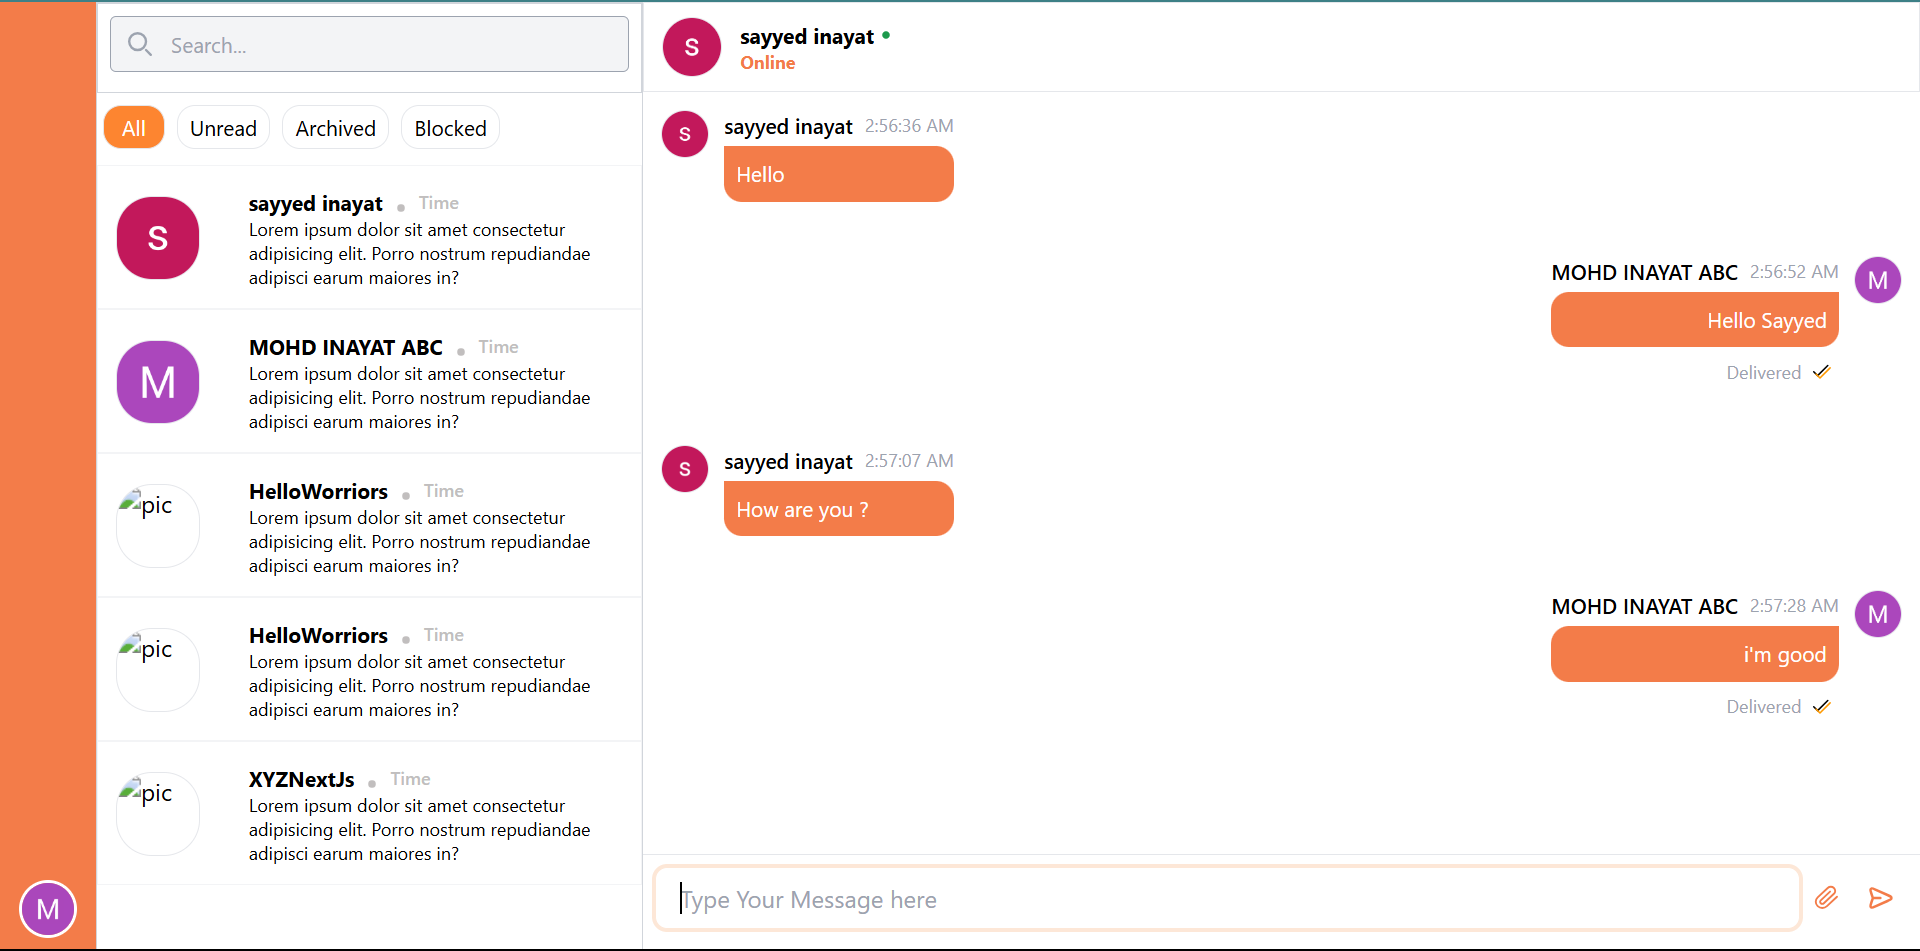 Search...
All
Unread
Archived
Blocked
S
sayyed inayat
Time
Lorem ipsum dolor sit amet consectetur
adipisicing elit. Porro nostrum repudiandae
adipisci earum maiores in?
M
MOHD INAYAT ABC
Time
Lorem ipsum dolor sit amet consectetur
adipisicing elit. Porro nostrum repudiandae
adipisci earum maiores in?
pic
HelloWorriors
Time
Lorem ipsum dolor sit amet consectetur
adipisicing elit. Porro nostrum repudiandae
adipisci earum maiores in?
pic
HelloWorriors
Time
Lorem ipsum dolor sit amet consectetur
adipisicing elit. Porro nostrum repudiandae
adipisci earum maiores in?
pic
XYZNextJs
Time
Lorem ipsum dolor sit amet consectetur
adipisicing elit. Porro nostrum repudiandae
adipisci earum maiores in?
M
S
sayyed inayat
Online
S
sayyed inayat 2:56:36 AM
Hello
MOHD INAYAT ABC 2:56:52 AM
M
Hello Sayyed
Delivered
S
sayyed inayat 2:57:07 AM
How are you ?
MOHD INAYAT ABC 2:57:28 AM
M
i'm good
Delivered
Type Your Message here